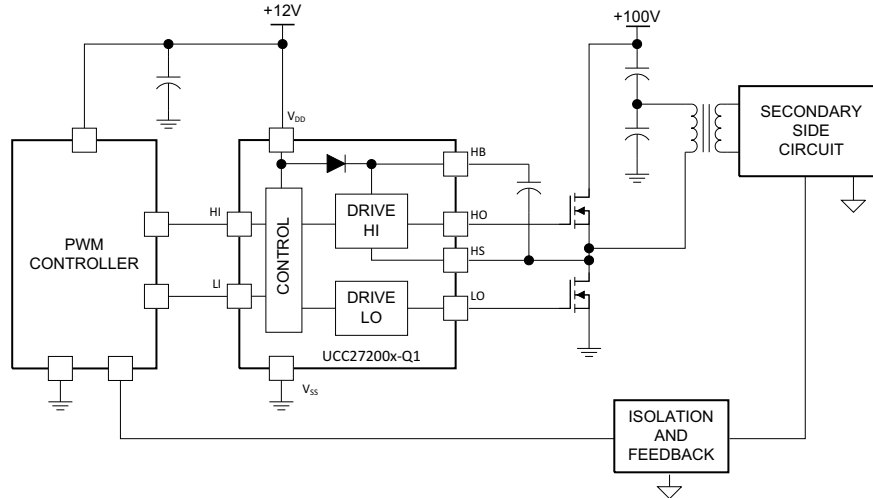 +12V
+100V
SECONDARY
SIDE
CIRCUIT
VDD
HB
HI
DRIVE
HI
HO
PWM
CONTROLLER
CONTROL
HS
LI
DRIVE
LO
LO
UCC27200x-Q1
VSS
ISOLATION
AND
FEEDBACK